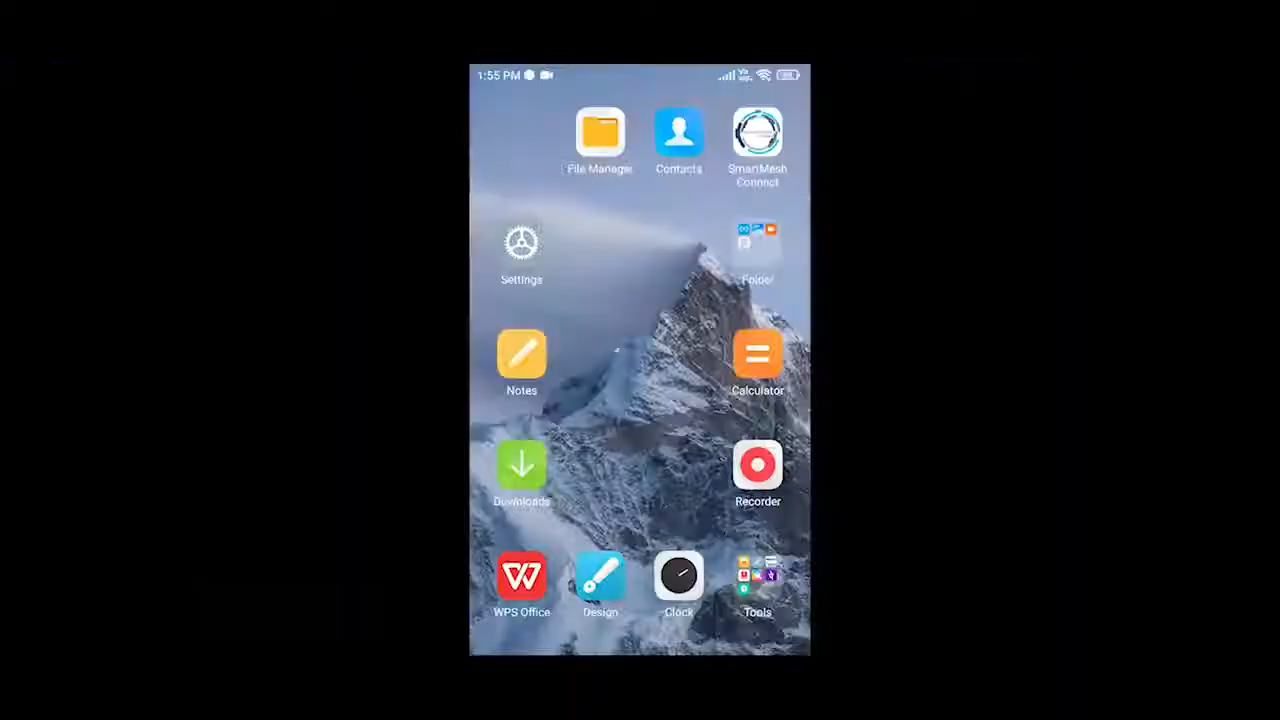 1:55 PM
File Manager
Contacts
SmartMesh
Connect
Settings
Folder
Notes
Calculator
Downloads
Recorder
WPS Office
Design
Clock
Tools